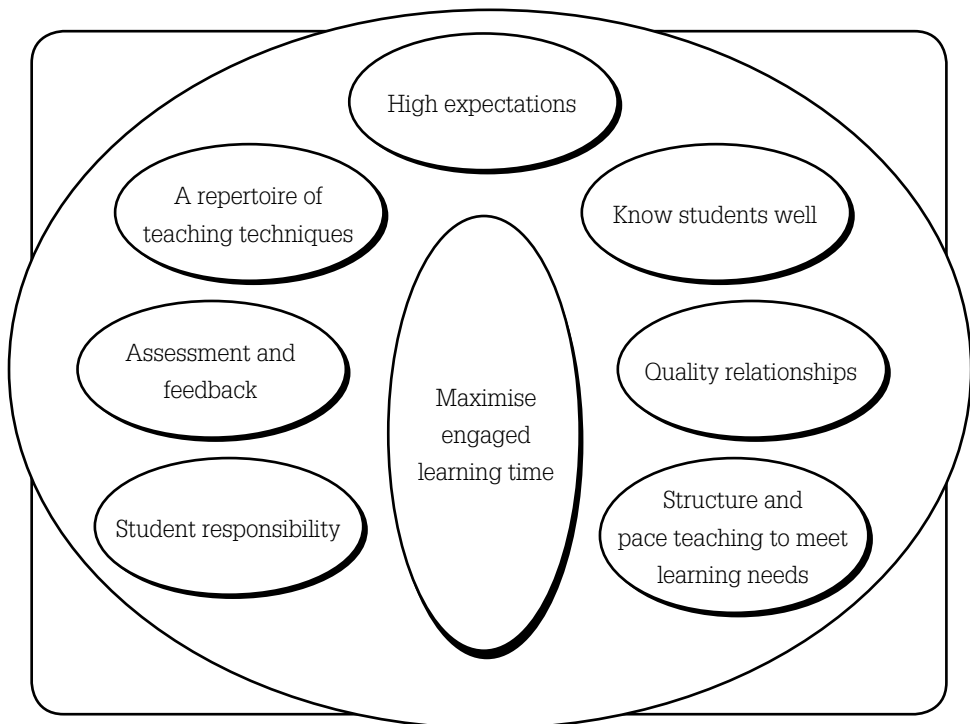 High expectations
A repertoire of
teaching techniques
Know students well
Assessment and
feedback
Quality relationships
Maximise
engaged
learning time
Student responsibility
Structure and
pace teaching to meet
learning needs